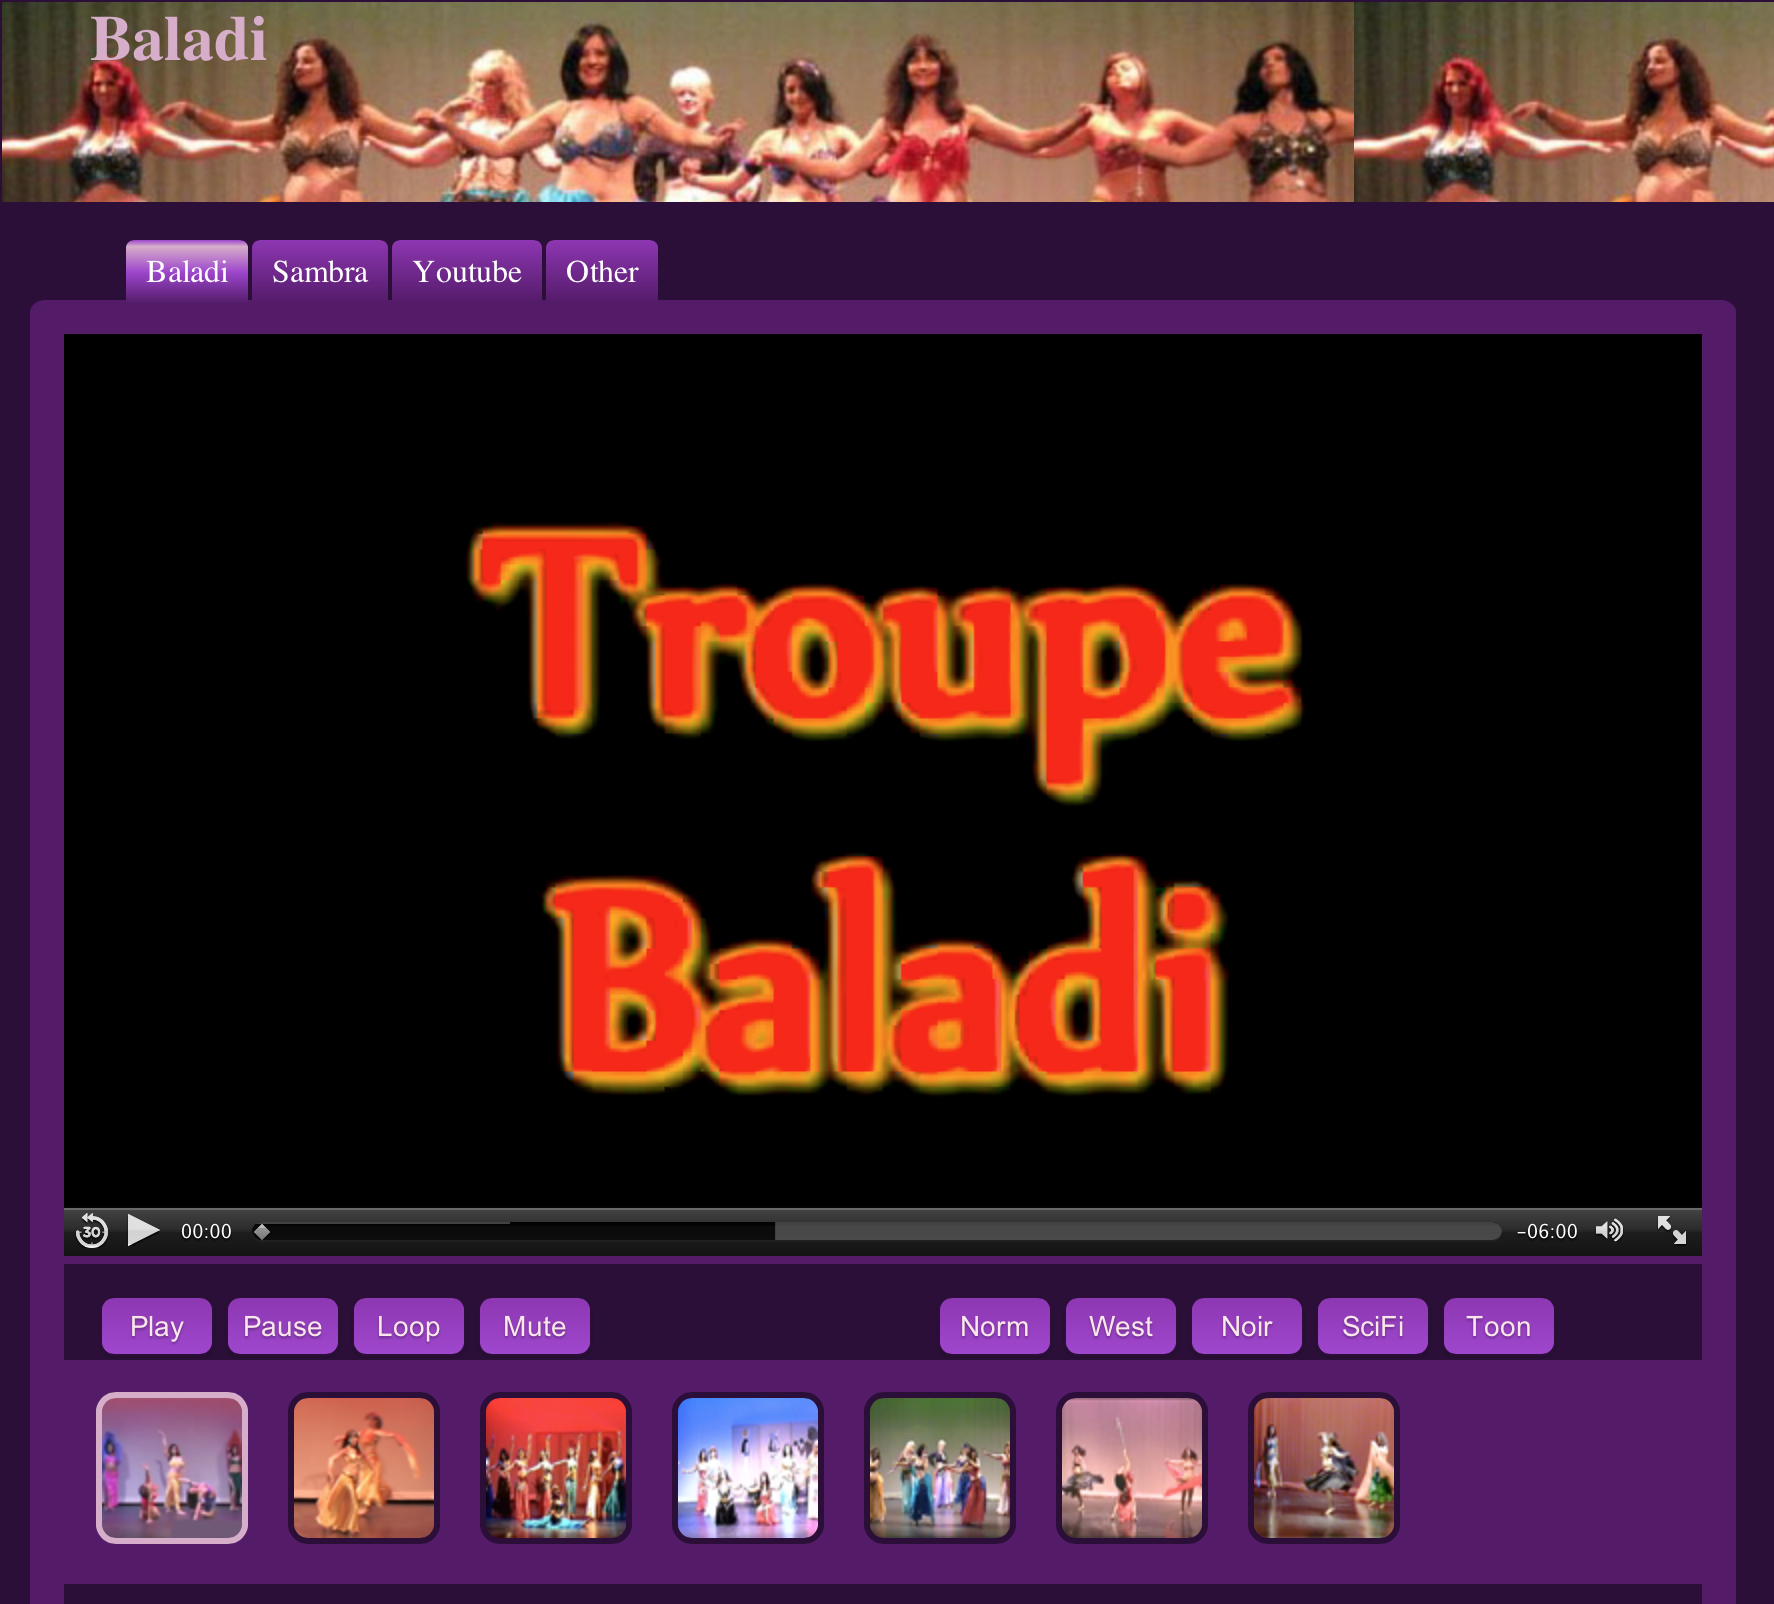 Baladi
Baladi Sambra Youtube Other
Troupe
Baladi
30 00:00 -06:00
Play Pause Loop Mute Norm West Noir SciFi Toon